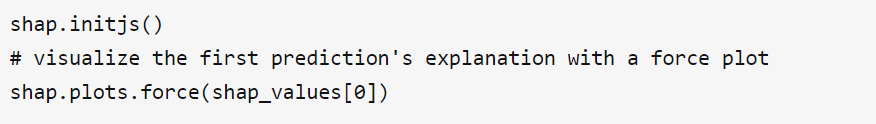 shap.initjs()
# visualize the first prediction's explanation with a force plot
shap.plots.force(shap_values[0])